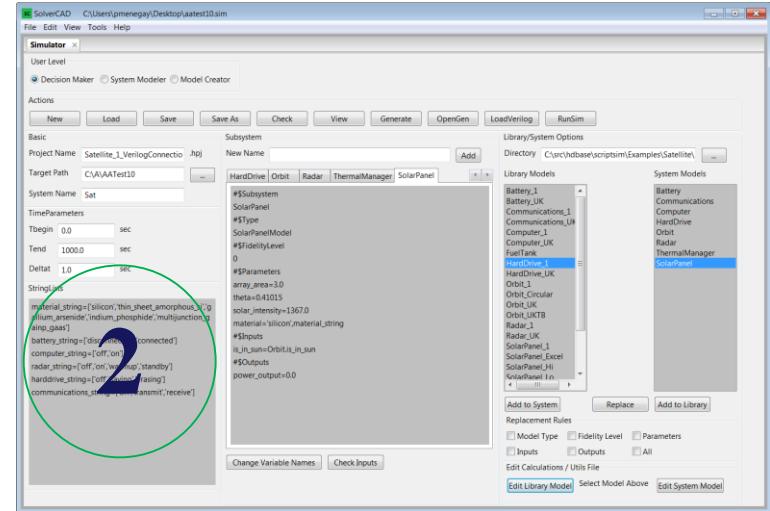 SolverCAD C:\Users\pmenegay\Desktop\aatest10.sim
File Edit View Tools Help
Simulator
User Level
Decision Maker System Modeler Model Creator
Actions
New Load Save Save As Check View Generate OpenGen LoadVerilog RunSim
Basic
Project Name Satellite_1_VerilogConnectio .hpj
Target Path C:\A\AATest10 ...
System Name Sat
TimeParameters
Tbegin 0.0 sec
Tend 1000.0 sec
Deltat 1.0 sec
StringLists
material_string=['silicon','thin_sheet_amorphous_si','g
allium_arsenide','indium_phosphide','multijunction_g
ainp_gaas']
battery_string=['disconnected','connected']
computer_string=['off','on']
radar_string=['off','on','warmup','standby']
harddrive_string=['off','saving','erasing']
communications_string=[ 'transmit','receive']
2
Subsystem
New Name Add
HardDrive Orbit Radar ThermalManager SolarPanel
#$Subsystem
SolarPanel
#$Type
SolarPanelModel
#$FidelityLevel
0
#$Parameters
array_area=3.0
theta=0.41015
solar_intensity=1367.0
material='silicon',material_string
#$Inputs
is_in_sun=Orbit.is_in_sun
#$Outputs
power_output=0.0
Change Variable Names Check Inputs
Library/System Options
Directory C:\src\hdbase\scriptsim\Examples\Satellite\ ...
Library Models
Battery_1
Battery_UK
Communications_1
Communications_UK
Computer_1
Computer_UK
FuelTank
HardDrive_1
HardDrive_UK
Orbit_1
Orbit_Circular
Orbit_UK
Orbit_UKTB
Radar_1
Radar_UK
SolarPanel_1
SolarPanel_Excel
SolarPanel_Hi
SolarPanel_Lo
System Models
Battery
Communications
Computer
HardDrive
Orbit
Radar
ThermalManager
SolarPanel
Add to System Replace Add to Library
Replacement Rules
Model Type Fidelity Level Parameters
Inputs Outputs All
Edit Calculations / Utils File
Edit Library Model Select Model Above Edit System Model